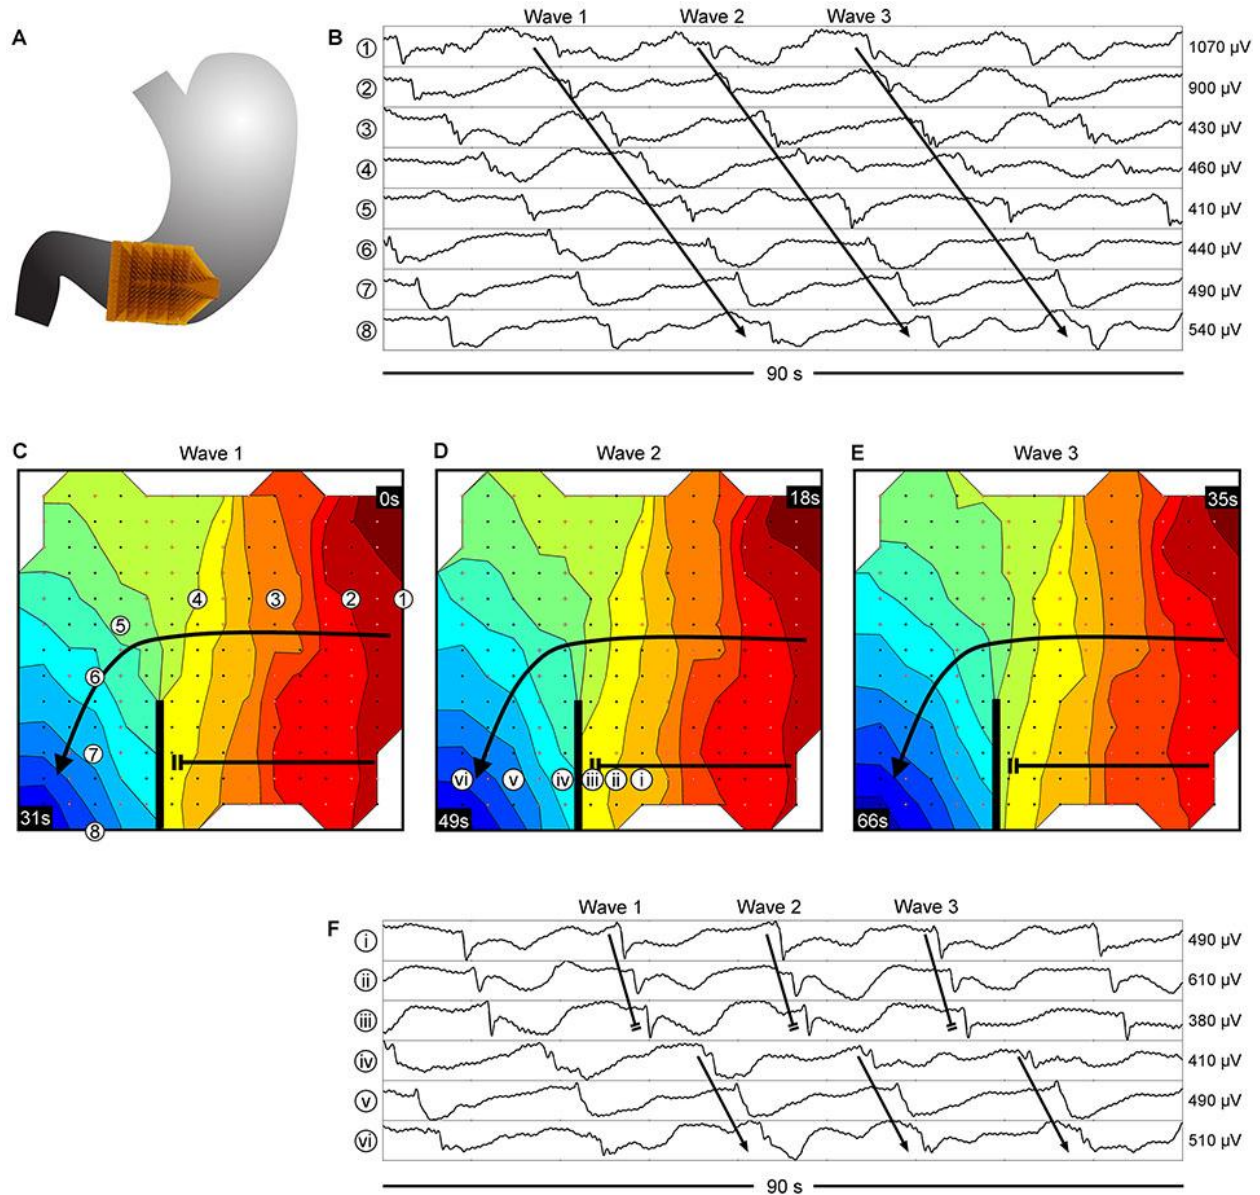 A
B
Wave 1 Wave 2 Wave 3
① 1070 µV
② 900 µV
③ 430 µV
④ 460 µV
⑤ 410 µV
⑥ 440 µV
⑦ 490 µV
⑧ 540 µV
90 s
C Wave 1
0s
④ ③ ② ①
⑤
⑥
⑦
31s
⑧
D Wave 2
18s
vi v iv iii ii i
49s
E Wave 3
35s
66s
F
Wave 1 Wave 2 Wave 3
i 490 µV
ii 610 µV
iii 380 µV
iv 410 µV
v 490 µV
vi 510 µV
90 s